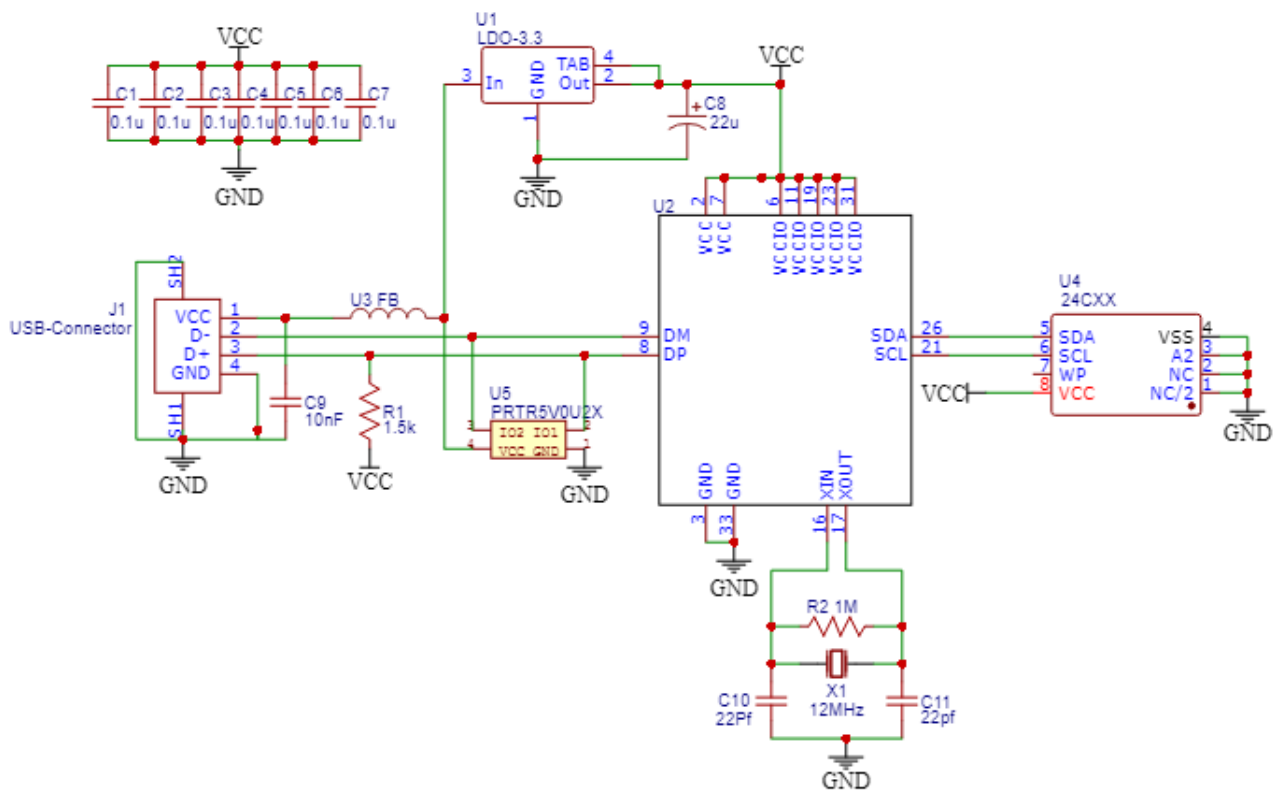 VCC
C1
C2
C3
C4
C5
C6
C7
0.1u
0.1u
0.1u
0.1u
0.1u
0.1u
0.1u
GND
U1
LDO-3.3
3
In
GND
1
TAB
Out
4
2
C8
22u
GND
VCC
U2
2
7
6
11
19
23
31
VCC
VCC
VCCIO
VCCIO
VCCIO
VCCIO
VCCIO
J1
USB-Connector
SH2
VCC 1
D- 2
D+ 3
GND 4
SH1
GND
C9
10nF
U3 FB
R1
1.5k
VCC
U5
PRTR5V0U2X
3 IO2 IO1 2
4 VCC GND 1
GND
9 DM
8 DP
SDA 26
SCL 21
GND
GND
3
33
GND
XIN
XOUT
16
17
R2 1M
X1
12MHz
C10
22Pf
C11
22pf
GND
U4
24CXX
5 SDA
6 SCL
7 WP
8 VCC
VSS 4
A2 3
NC 2
NC/2 1
VCC
GND